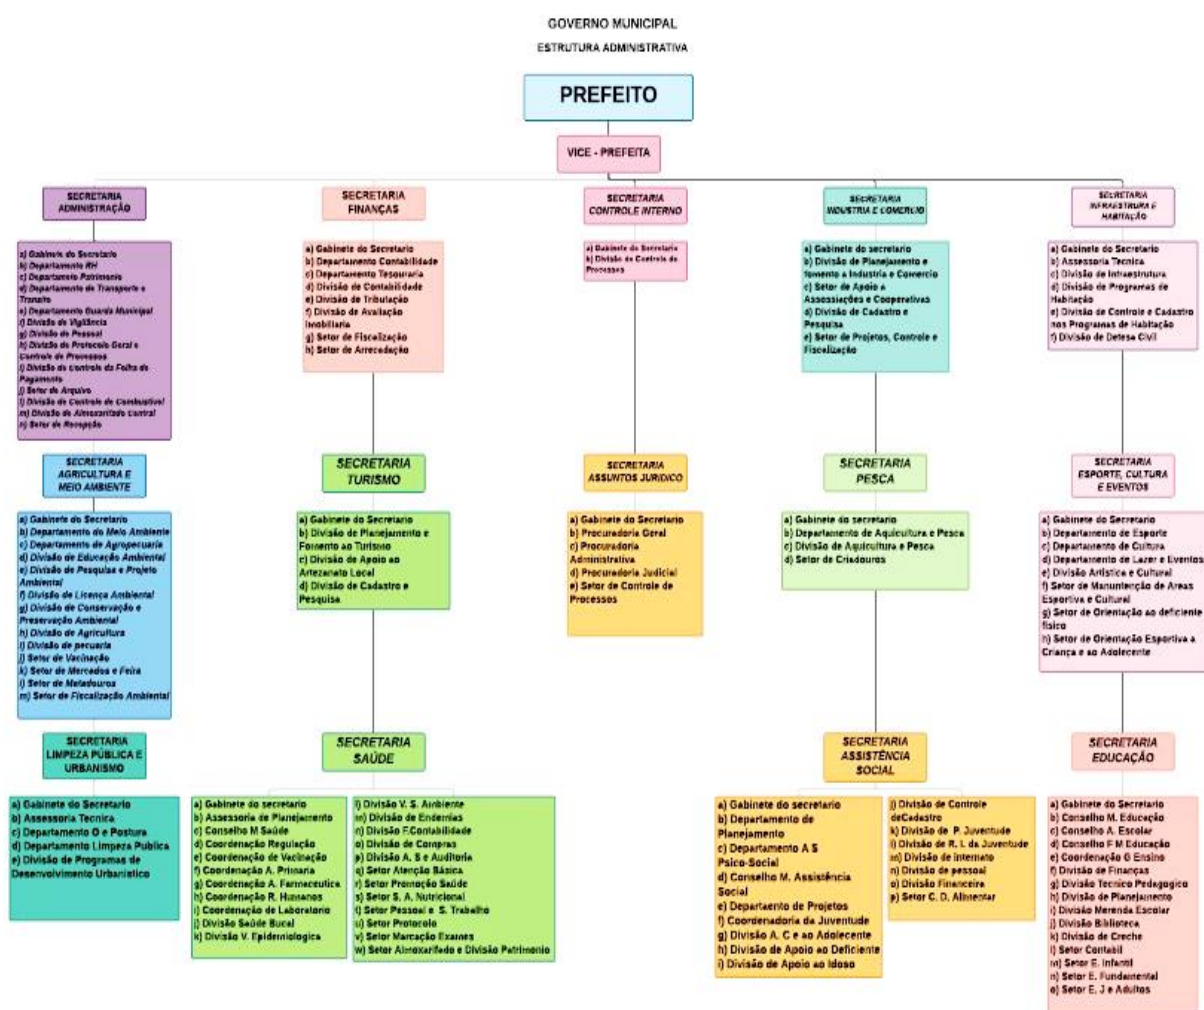 GOVERNO MUNICIPAL
ESTRUTURA ADMINISTRATIVA
PREFEITO
VICE - PREFEITA
SECRETARIA
ADMINISTRAÇÃO
a) Gabinete do Secretario
b) Departamento RH
c) Departameto Patrimonio
d) Departamento de Transporte e
Transito
e) Departamento Guarda Municipal
f) Divisão de Vigilância
g) Divisão de Pessoal
h) Divisão de Protocolo Geral e
Controle de Processos
i) Divisão de Controle da Folha de
Pagamento
j) Setor de Arquivo
l) Divisão de Controle de Combustivel
m) Divisão de Almoxarifado Central
n) Setor de Recepção
SECRETARIA
FINANÇAS
a) Gabinete do Secretario
b) Departamento Contabilidade
c) Departamento Tesouraria
d) Divisão de Contabilidade
e) Divisão de Tributação
f) Divisão de Avaliação
Imobiliaria
g) Setor de Fiscalização
h) Setor de Arrecadação
SECRETARIA
CONTROLE INTERNO
a) Gabinete do Secretario
b) Divisão de Controle de
Processos
SECRETARIA
INDUSTRIA E COMERCIO
a) Gabinete do secretario
b) Divisão de Planejamento e
fomento a Industria e Comercio
c) Setor de Apoio a
Assossiações e Cooperativas
d) Divisão de Cadastro e
Pesquisa
e) Setor de Projetos, Controle e
Fiscalização
SECRETARIA
INFRAESTRURA E
HABITAÇÃO
a) Gabinete do Secretario
b) Assessoria Tecnica
c) Divisão de Infraestrutura
d) Divisão de Programas de
Habitação
e) Divisão de Controle e Cadastro
nos Programas de Habitação
f) Divisão de Defesa Civil
SECRETARIA
AGRICULTURA E
MEIO AMBIENTE
a) Gabinete do Secretario
b) Departamento do Meio Ambiente
c) Departamento de Agropecuaria
d) Divisão de Educação Ambiental
e) Divisão de Pesquisa e Projeto
Ambiental
f) Divisão de Licença Ambiental
g) Divisão de Conservação e
Preservação Ambiental
h) Divisão de Agricultura
i) Divisão de pecuaria
j) Setor de Vacinação
k) Setor de Mercados e Feira
l) Setor de Matadouros
m) Setor de Fiscalização Ambiental
SECRETARIA
TURISMO
a) Gabinete do Secretario
b) Divisão de Planejamento e
Fomento ao Turismo
c) Divisão de Apoio ao
Artezanato Local
d) Divisão de Cadastro e
Pesquisa
SECRETARIA
ASSUNTOS JURIDICO
a) Gabinete do Secretario
b) Procuradoria Geral
c) Procuradoria
Administrativa
d) Procuradoria Judicial
e) Setor de Controle de
Processos
SECRETARIA
PESCA
a) Gabinete do secretario
b) Departamento de Aquicultura e Pesca
c) Divisão de Aquicultura e Pesca
d) Setor de Criadouros
SECRETARIA
ESPORTE, CULTURA
E EVENTOS
a) Gabinete do Secretario
b) Departamento de Esporte
c) Departamento de Cultura
d) Departamento de Lazer e Eventos
e) Divisão Artistica e Cultural
f) Setor de Manuntenção de Areas
Esportiva e Cultural
g) Setor de Orientação ao deficiente
fisico
h) Setor de Orientação Esportiva a
Criança e ao Adolecente
SECRETARIA
LIMPEZA PÚBLICA E
URBANISMO
a) Gabinete do Secretario
b) Assessoria Tecnica
c) Departamento O e Postura
d) Departamento Limpeza Publica
e) Divisão de Programas de
Desenvolvimento Urbanistico
SECRETARIA
SAÚDE
a) Gabinete do secretario
b) Assessoria de Planejamento
c) Conselho M Saúde
d) Coordenação Regulação
e) Coordenação de Vacinação
f) Coordenação A. Primaria
g) Coordenação A. Farmaceutica
h) Coordenação R. Humanos
i) Coordenação de Laboratorio
j) Divisão Saúde Bucal
k) Divisão V. Epidemiologica
l) Divisão V. S. Ambiente
m) Divisão de Endemias
n) Divisão F.Contabilidade
o) Divisão de Compras
p) Divisão A. S e Auditoria
q) Setor Atenção Básica
r) Setor Promoção Saúde
s) Setor S. A. Nutricional
t) Setor Pessoal e S. Trabalho
u) Setor Protocolo
v) Setor Marcação Exames
w) Setor Almoxarifado e Divisão Patrimonio
SECRETARIA
ASSISTÊNCIA
SOCIAL
a) Gabinete do secretario
b) Departamento de
Planejamento
c) Departamento A S
Psico-Social
d) Conselho M. Assistência
Social
e) Departaento de Projetos
f) Coordenadoria da Juventude
g) Divisão A. C e ao Adolecente
h) Divisão de Apoio ao Deficiente
i) Divisão de Apoio ao Idoso
j) Divisão de Controle
deCadastro
k) Divisão de P. Juventude
l) Divisão de R. L da Juventude
m) Divisão de internato
n) Divisão de pessoal
o) Divisão Financeira
p) Setor C. D. Alimentar
SECRETARIA
EDUCAÇÃO
a) Gabinete do Secretario
b) Conselho M. Educação
c) Conselho A. Escolar
d) Conselho F M Educação
e) Coordenação G Ensino
f) Divisão de Finanças
g) Divisão Tecnico Pedagogica
h) Divisão de Planejamento
i) Divisão Merenda Escolar
j) Divisão Biblioteca
k) Divisão de Creche
l) Setor Contabil
m) Setor E. Infantil
n) Setor E. Fundamental
o) Setor E. J e Adultos